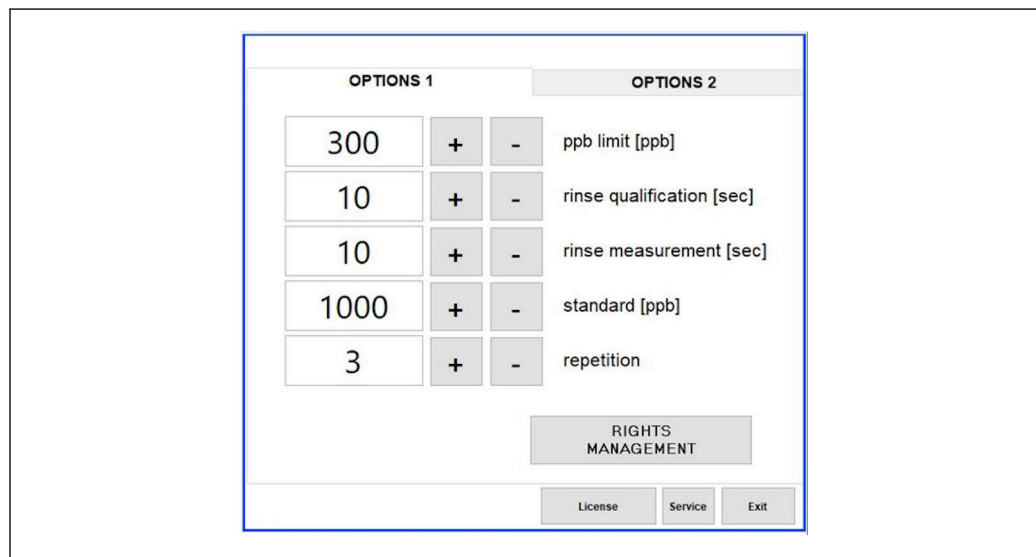 OPTIONS 1 OPTIONS 2
300 + - ppb limit [ppb]
10 + - rinse qualification [sec]
10 + - rinse measurement [sec]
1000 + - standard [ppb]
3 + - repetition
RIGHTS
MANAGEMENT
License Service Exit